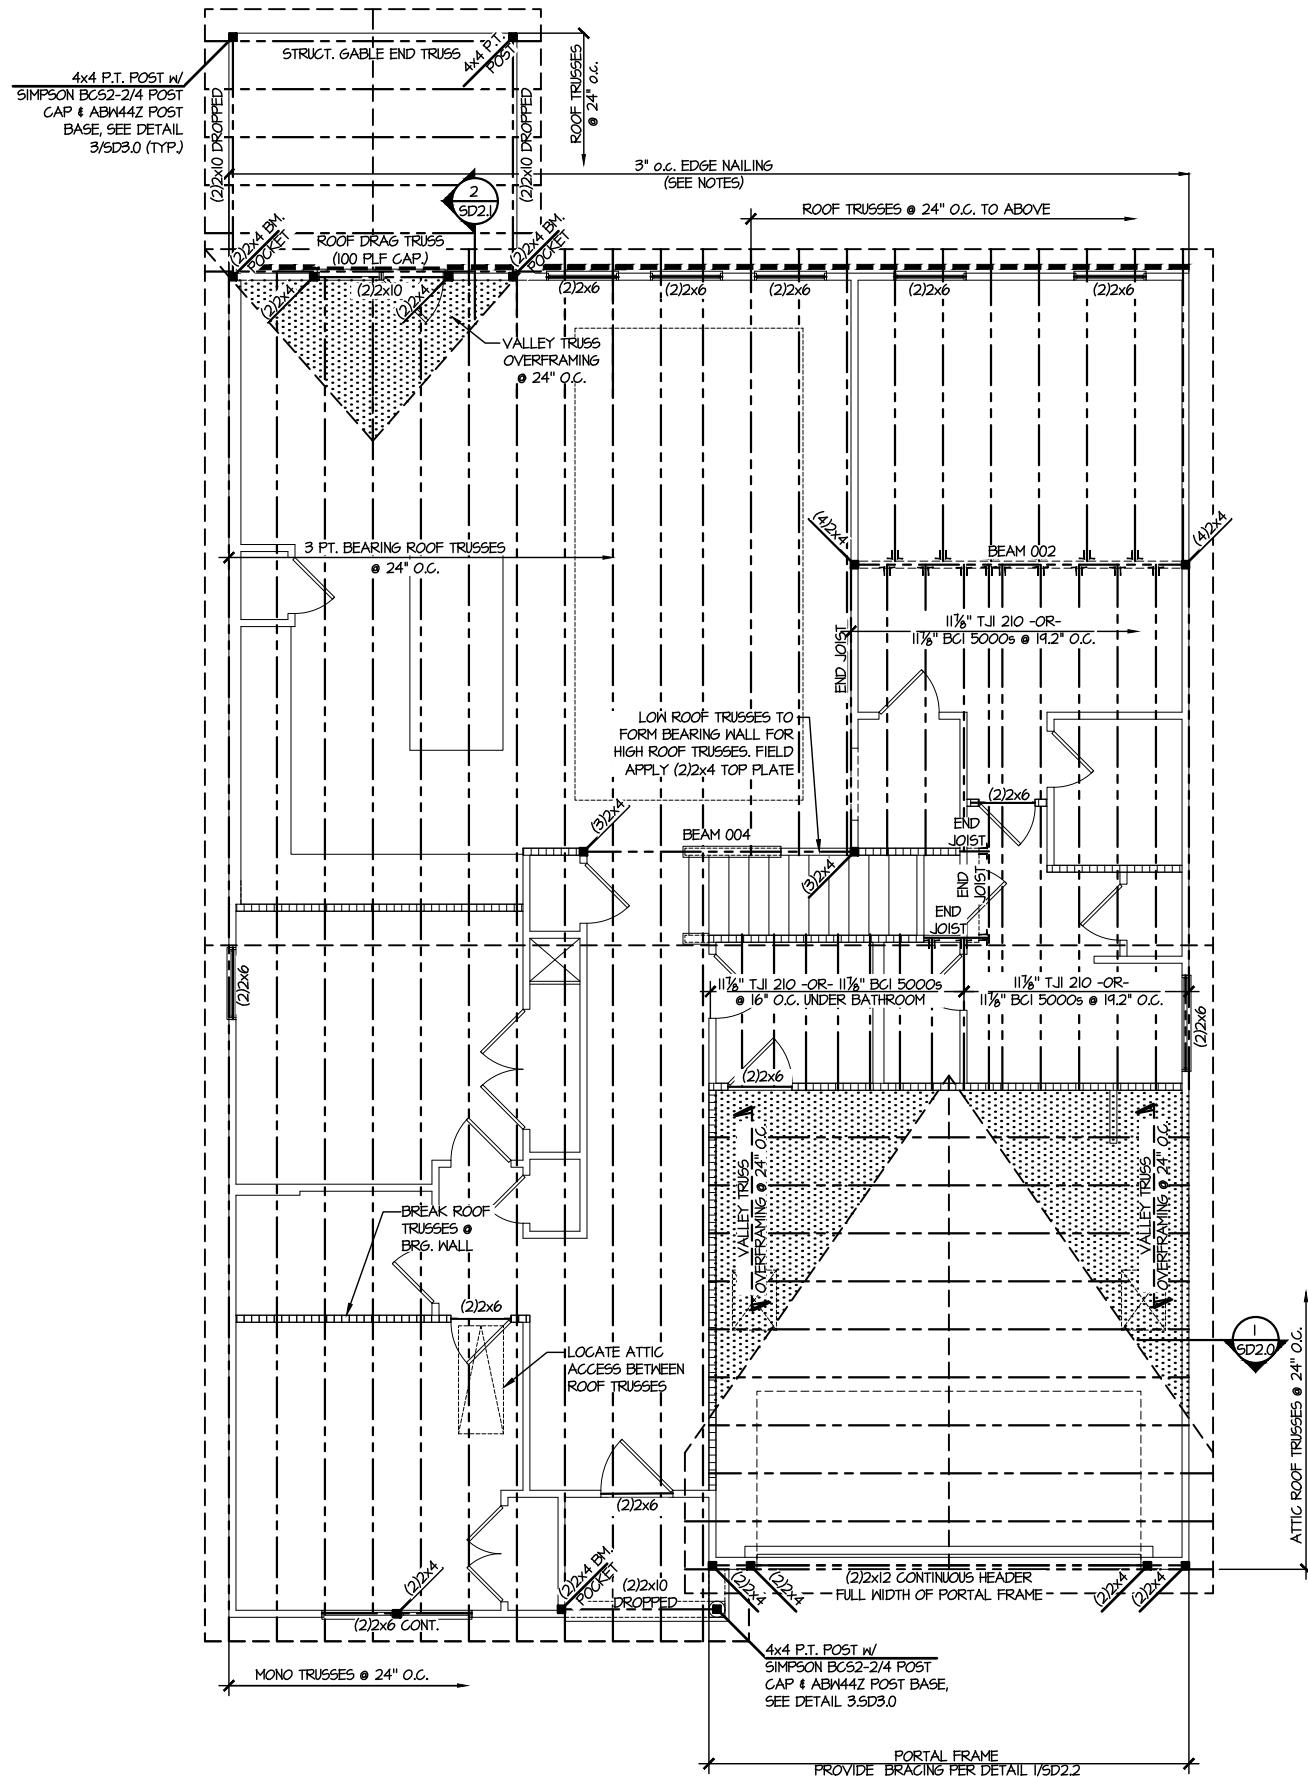 STRUCT. GABLE END TRUSS
4x4 P.T.
POST
4x4 P.T. POST W/
SIMPSON BCS2-2/4 POST
CAP & ABW44Z POST
BASE, SEE DETAIL
3/SD3.0 (TYP.)
(2)2x10 DROPPED
(2)2x10 DROPPED
ROOF TRUSSES
@ 24" o.c.
3" o.c. EDGE NAILING
(SEE NOTES)
2
SD2.1
ROOF TRUSSES @ 24" O.C. TO ABOVE
(2)2x4 BM.
POCKET
ROOF DRAG TRUSS
(100 PLF CAP.)
(2)2x4 BM.
POCKET
(2)2x4
(2)2x10
(2)2x4
(2)2x6
(2)2x6
(2)2x6
(2)2x6
(2)2x6
VALLEY TRUSS
OVERFRAMING
@ 24" O.C.
3 PT. BEARING ROOF TRUSSES
@ 24" O.C.
(4)2x4
BEAM 002
(4)2x4
11⅞" TJI 210 -OR-
11⅞" BCI 5000s @ 19.2" O.C.
END JOIST
LOW ROOF TRUSSES TO
FORM BEARING WALL FOR
HIGH ROOF TRUSSES. FIELD
APPLY (2)2x4 TOP PLATE
(2)2x6
(3)2x4
BEAM 004
(3)2x4
END
JOIST
END
JOIST
END
JOIST
(2)2x6
11⅞" TJI 210 -OR- 11⅞" BCI 5000s
@ 16" O.C. UNDER BATHROOM
11⅞" TJI 210 -OR-
11⅞" BCI 5000s @ 19.2" O.C.
(2)2x6
(2)2x6
VALLEY TRUSS
OVERFRAMING @ 24" O.C.
VALLEY TRUSS
OVERFRAMING @ 24" O.C.
BREAK ROOF
TRUSSES @
BRG. WALL
(2)2x6
LOCATE ATTIC
ACCESS BETWEEN
ROOF TRUSSES
1
SD2.0
ATTIC ROOF TRUSSES @ 24" O.C.
(2)2x6
(2)2x4
(2)2x6 CONT.
(2)2x4 BM.
POCKET
(2)2x10
DROPPED
(2)2x4
(2)2x4
(2)2x12 CONTINUOUS HEADER
FULL WIDTH OF PORTAL FRAME
(2)2x4
(2)2x4
4x4 P.T. POST W/
SIMPSON BCS2-2/4 POST
CAP & ABW44Z POST BASE,
SEE DETAIL 3.SD3.0
MONO TRUSSES @ 24" O.C.
PORTAL FRAME
PROVIDE BRACING PER DETAIL 1/SD2.2